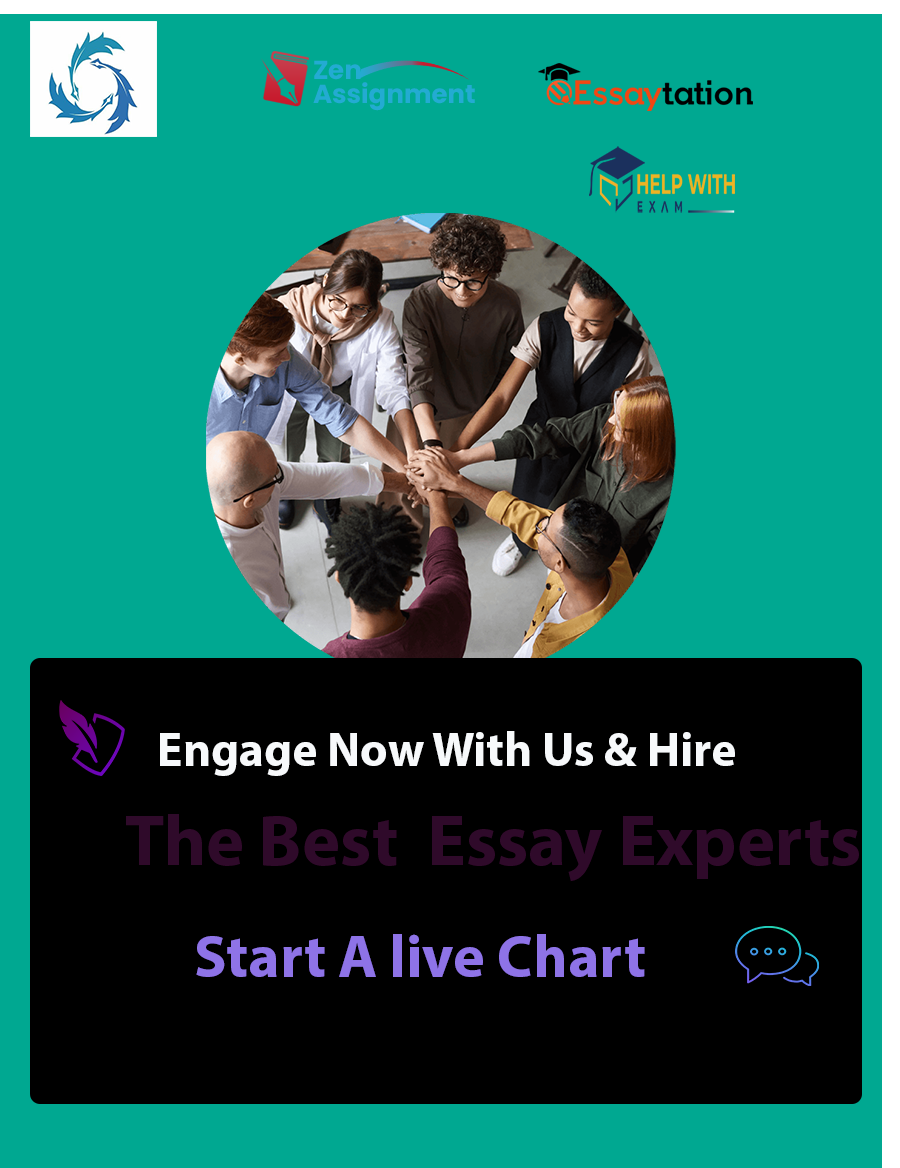 Zen
Assignment
Essaytation
HELP WITH
EXAM
Engage Now With Us & Hire
The Best Essay Experts
Start A live Chart